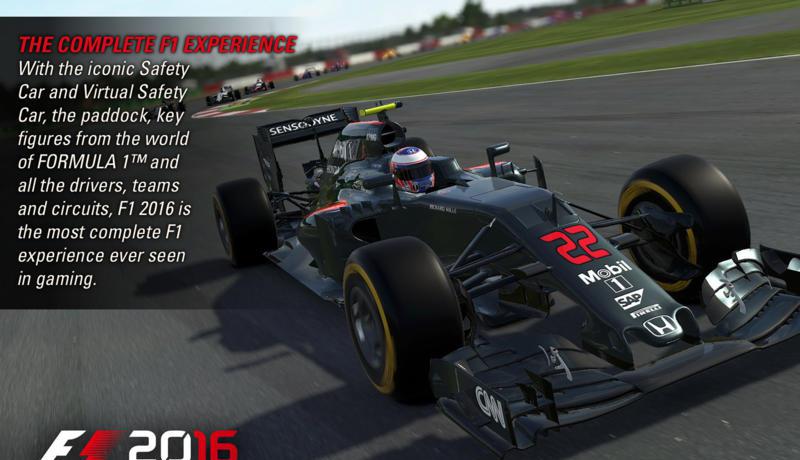 THE COMPLETE F1 EXPERIENCE
With the iconic Safety
Car and Virtual Safety
Car, the paddock, key
figures from the world
of FORMULA 1™ and
all the drivers, teams
and circuits, F1 2016 is
the most complete F1
experience ever seen
in gaming.
SENSODYNE
RICHARD MILLE
22
Mobil
1
SAP
PIRELLI
CNN
F1 2016